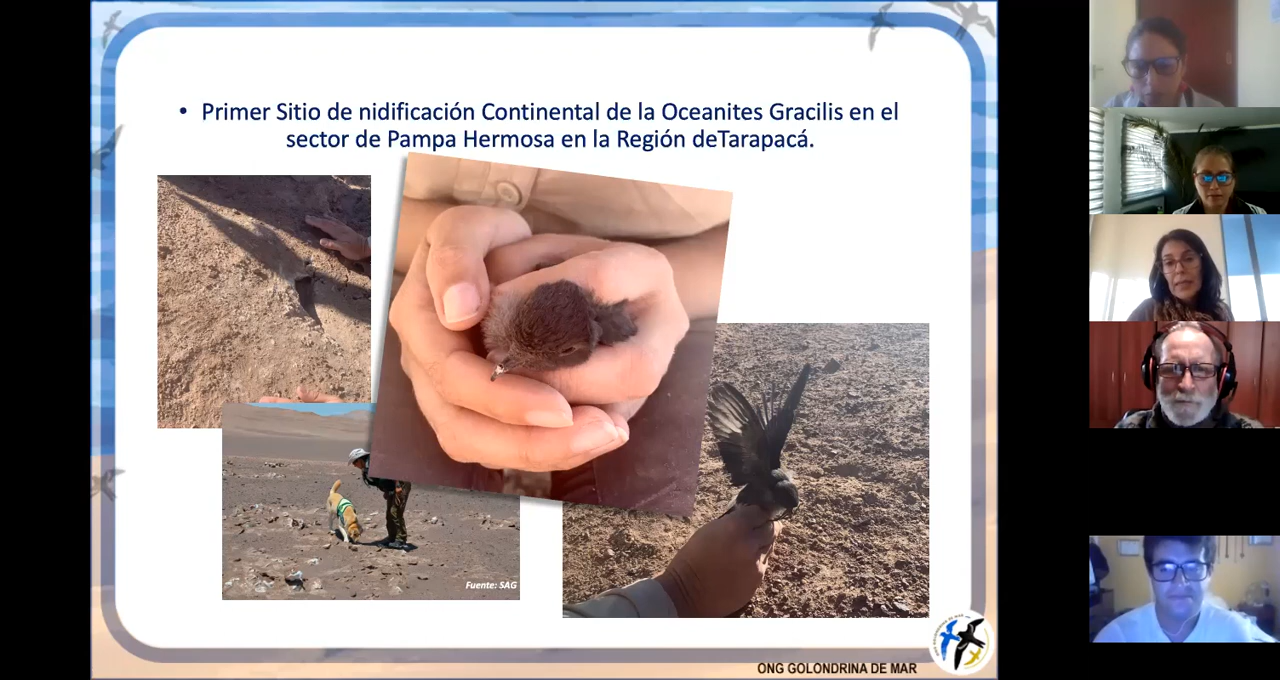 • Primer Sitio de nidificación Continental de la Oceanites Gracilis en el
sector de Pampa Hermosa en la Región deTarapacá.
Fuente: SAG
ONG GOLONDRINA DE MAR